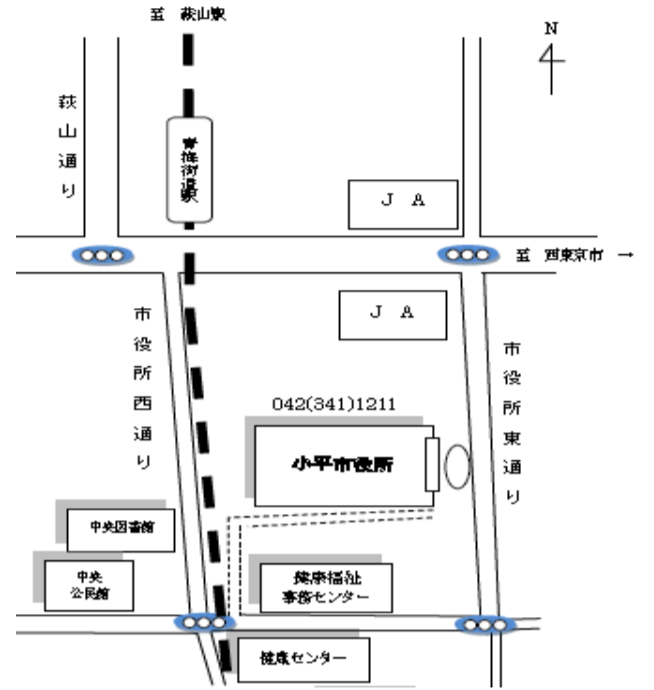 至　萩山駅
N
萩山通り
青梅街道駅
J　A
至　西東京市　→
J　A
市役所西通り
市役所東通り
042(341)1211
小平市役所
中央図書館
中央
公民館
健康福祉
事務センター
健康センター